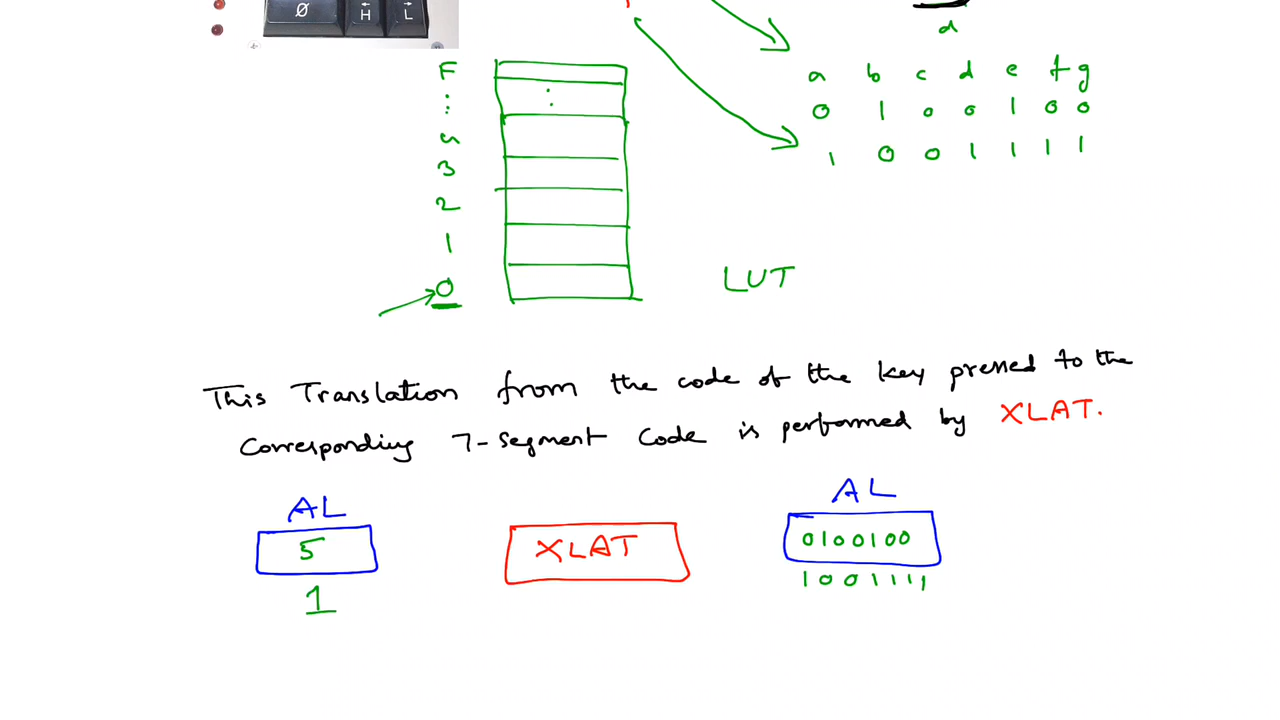 Ø H L
d
F
a b c d e f g
0 1 0 0 1 0 0
4
3
1 0 0 1 1 1 1
2
1
LUT
0
This Translation from the code of the key pressed to the
Corresponding 7-Segment Code is performed by XLAT.
AL AL
5 XLAT 0100100
1 1001111